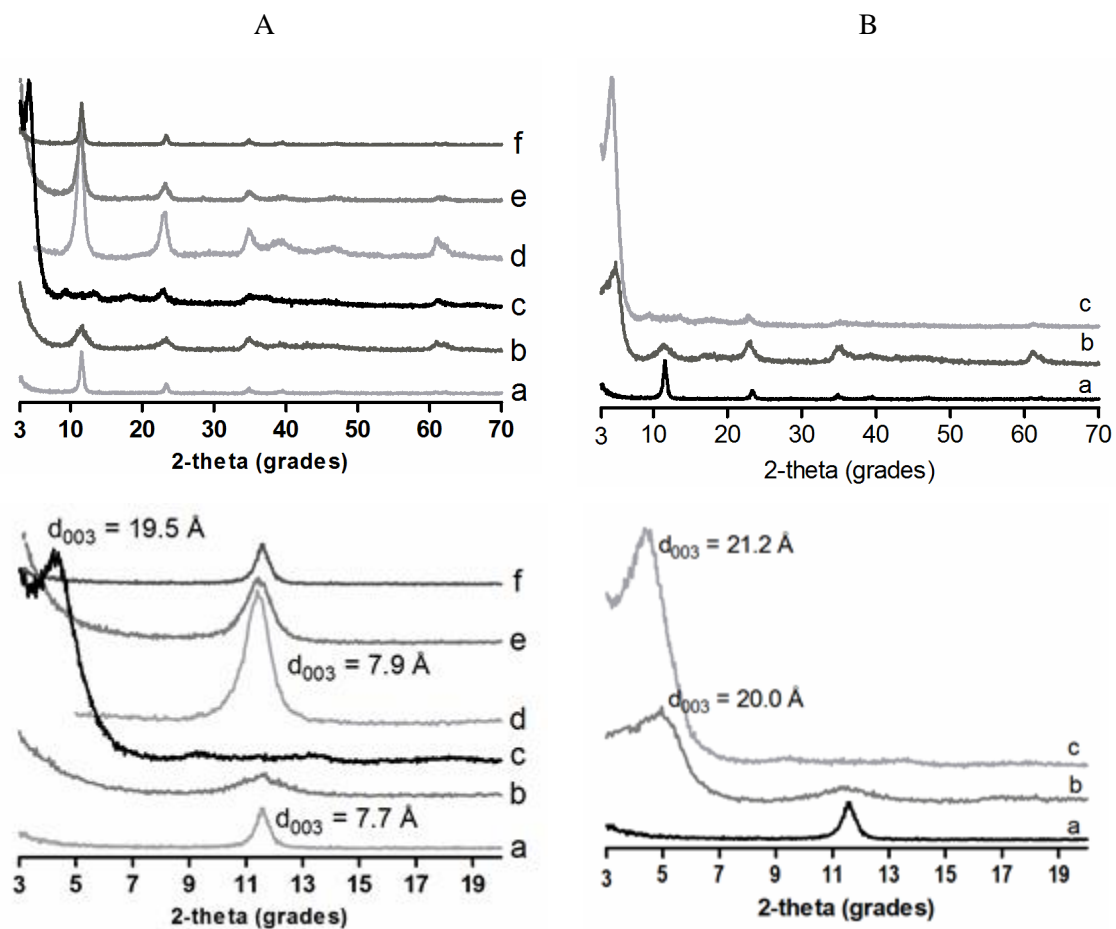 A
B
f
e
d
c
b
a
3 10 20 30 40 50 60 70
2-theta (grades)
c
b
a
3 10 20 30 40 50 60 70
2-theta (grades)
d003 = 19.5 Å
f
e
d003 = 7.9 Å
d
c
b
d003 = 7.7 Å
a
3 5 7 9 11 13 15 17 19
2-theta (grades)
d003 = 21.2 Å
d003 = 20.0 Å
c
b
a
3 5 7 9 11 13 15 17 19
2-theta (grades)